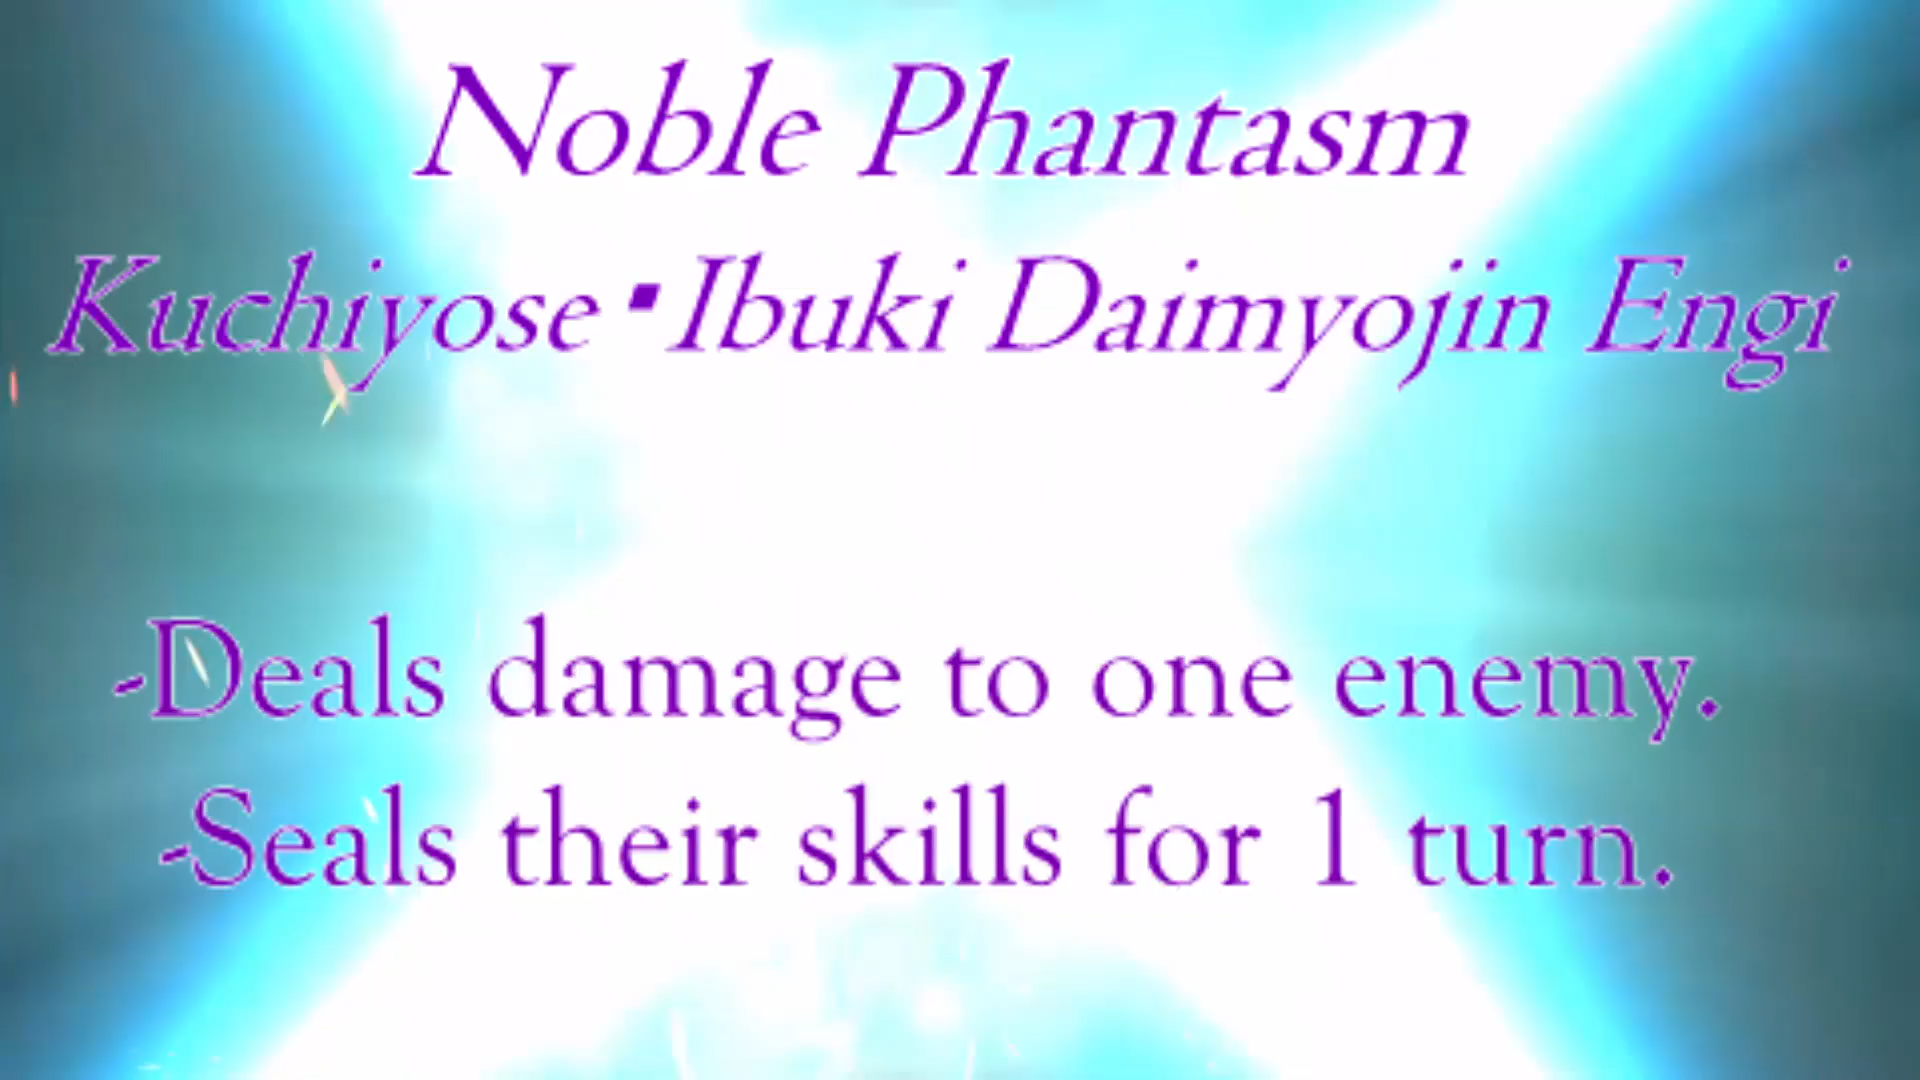 Noble Phantasm
Kuchiyose▪Ibuki Daimyojin Engi
-Deals damage to one enemy.
-Seals their skills for 1 turn.